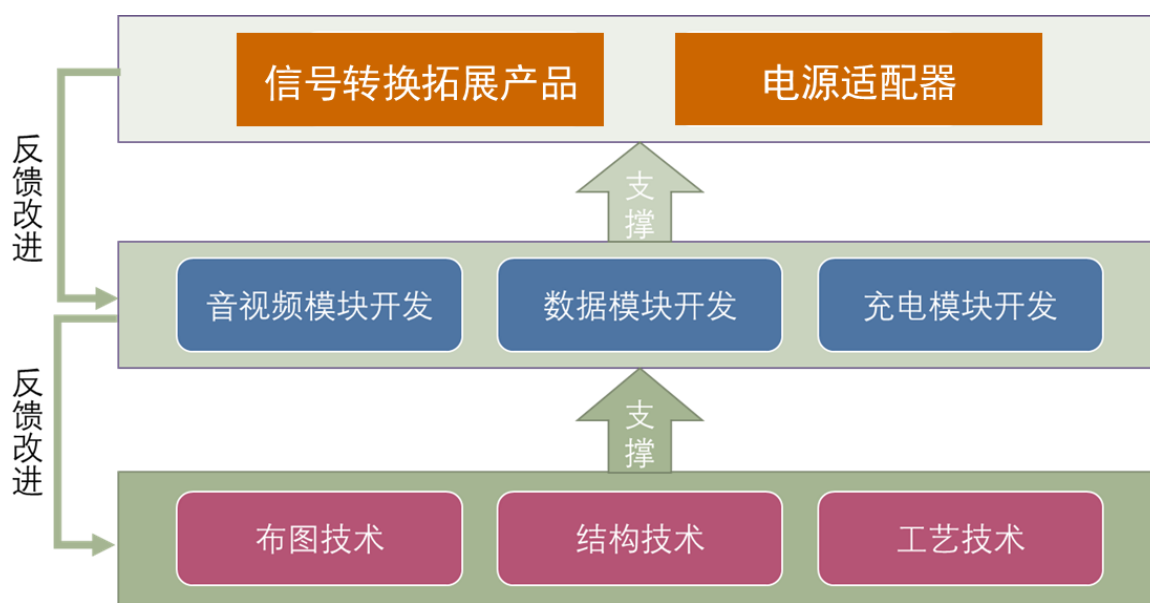 信号转换拓展产品
电源适配器
反馈改进
支撑
音视频模块开发
数据模块开发
充电模块开发
反馈改进
支撑
布图技术
结构技术
工艺技术